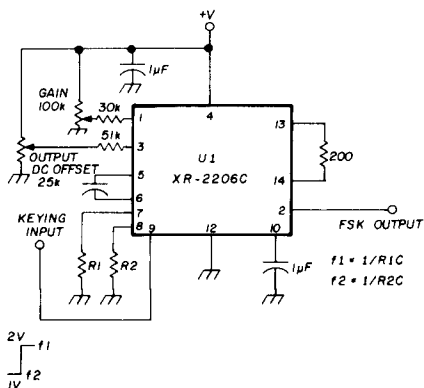 +V
1μF
GAIN
100k
30k
51k
OUTPUT
DC OFFSET
25k
1
3
5
6
7
8
9
4
U1
XR-2206C
13
14
2
12
10
200
FSK OUTPUT
KEYING
INPUT
R1
R2
1μF
f1 = 1/R1C
f2 = 1/R2C
2V
f1
f2
1V